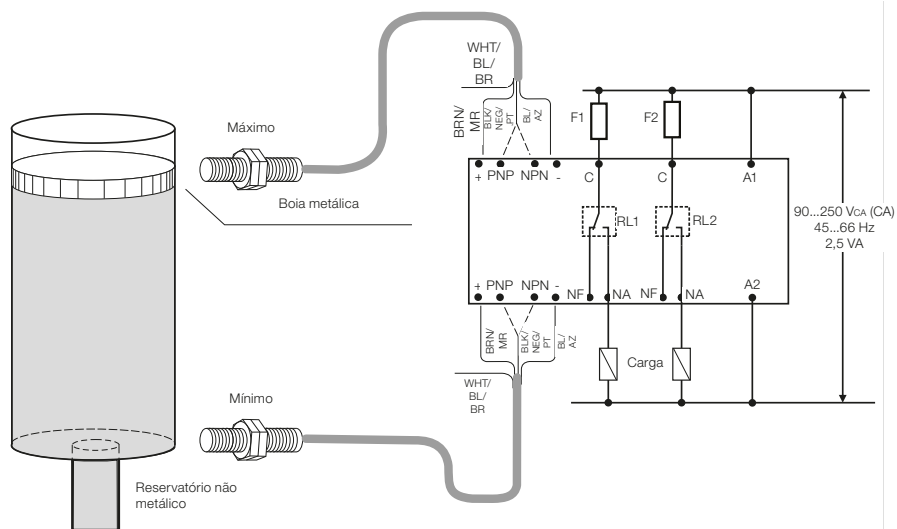 WHT/
BL/
BR
BRN/
MR
BLK/
NEG/
PT
BL/
AZ
F1
F2
Máximo
+ PNP NPN -
C
C
A1
Boia metálica
RL1
RL2
90...250 VCA (CA)
45...66 Hz
2,5 VA
+ PNP NPN -
NF
NA
NF
NA
A2
BRN/
MR
BLK/
NEG/
PT
BL/
AZ
Carga
WHT/
BL/
BR
Mínimo
Reservatório não
metálico